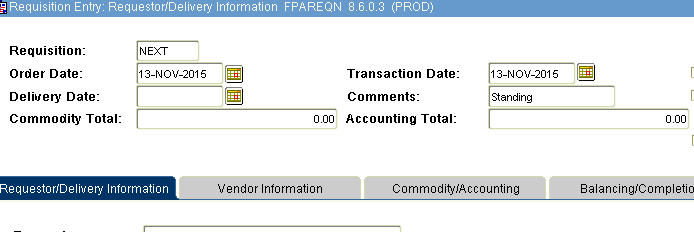 Requisition Entry: Requestor/Delivery Information FPAREQN 8.6.0.3 (PROD)
Requisition: NEXT
Order Date: 13-NOV-2015 Transaction Date: 13-NOV-2015
Delivery Date: Comments: Standing
Commodity Total: 0.00 Accounting Total: 0.00
Requestor/Delivery Information Vendor Information Commodity/Accounting Balancing/Completio